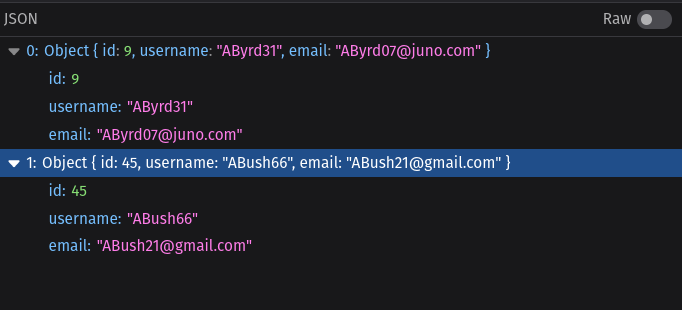 JSON
Raw
0: Object { id: 9, username: "AByrd31", email: "AByrd07@juno.com" }
id: 9
username: "AByrd31"
email: "AByrd07@juno.com"
1: Object { id: 45, username: "ABush66", email: "ABush21@gmail.com" }
id: 45
username: "ABush66"
email: "ABush21@gmail.com"